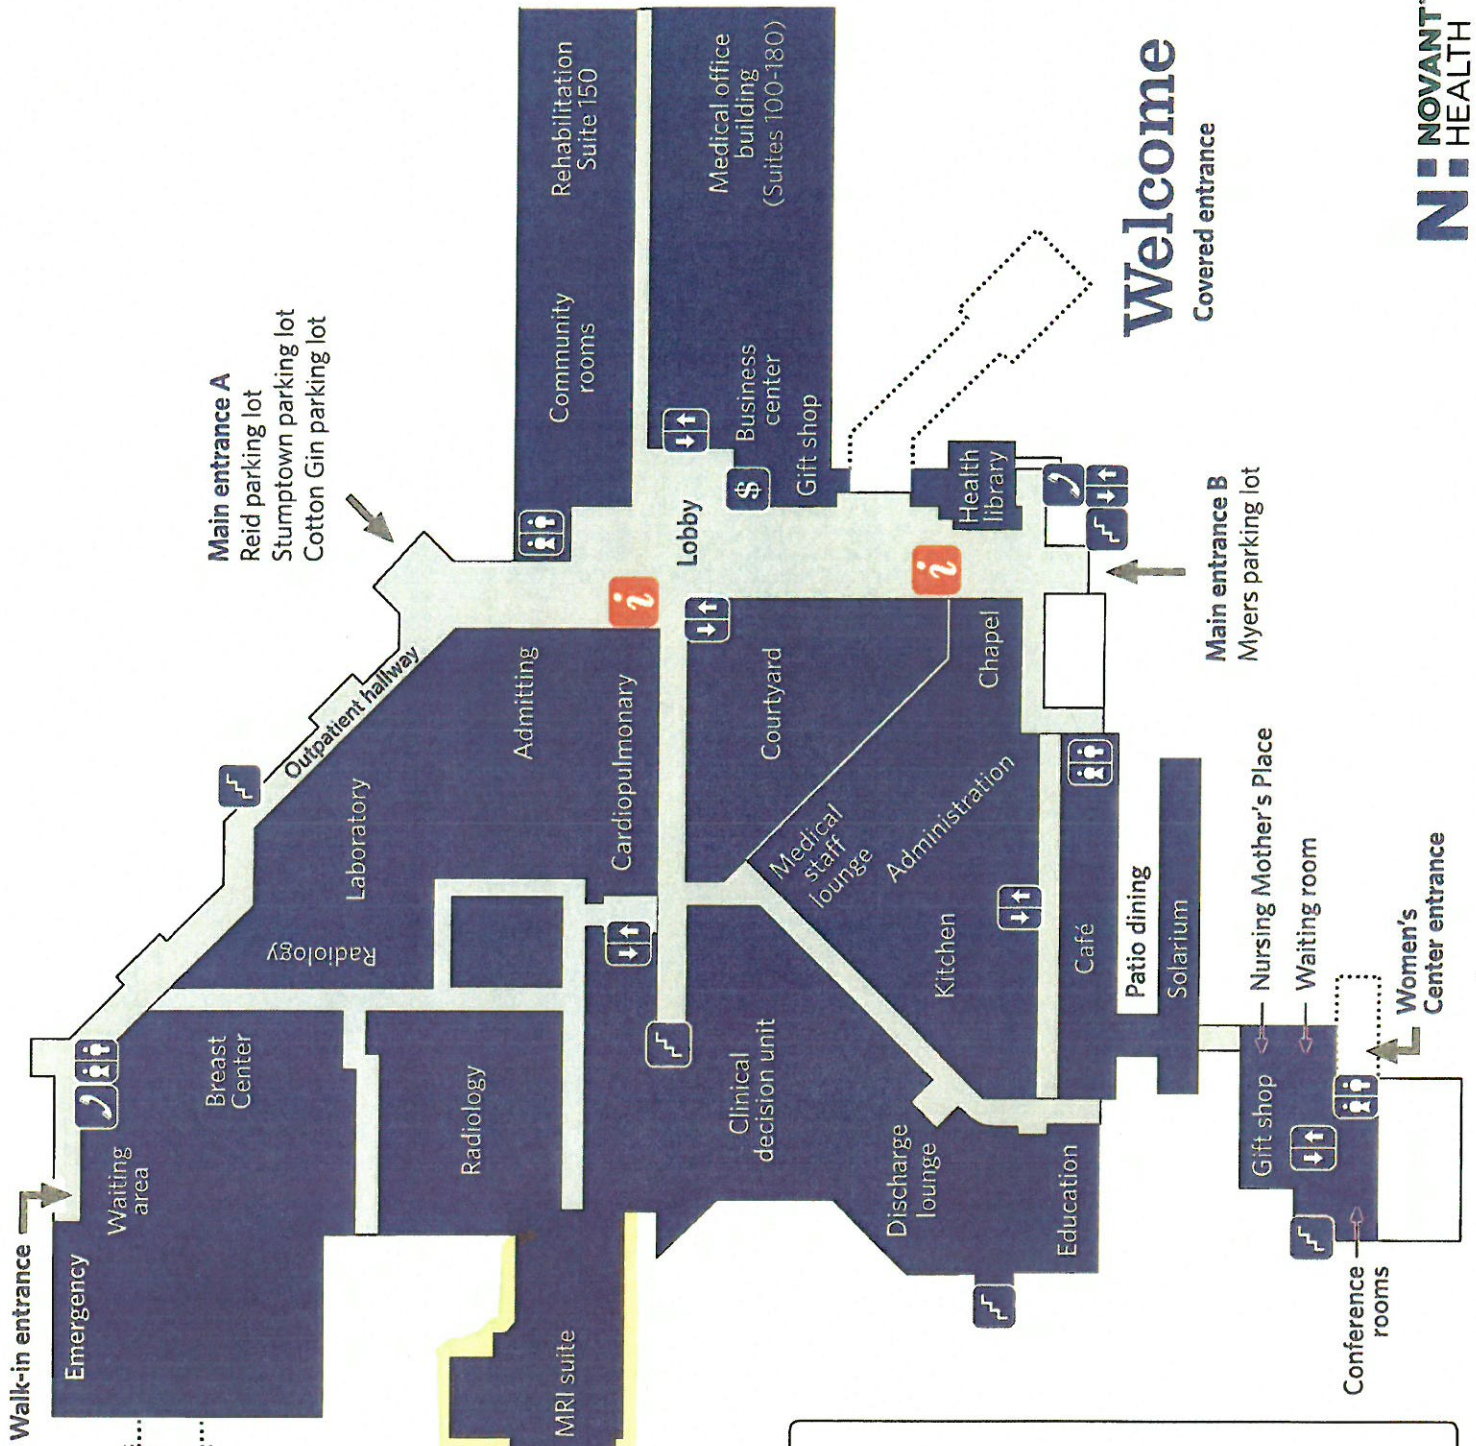 Walk-in entrance
Emergency
Waiting
area
Breast
Center
Radiology
MRI suite
Radiology
Laboratory
Outpatient hallway
Main entrance A
Reid parking lot
Stumptown parking lot
Cotton Gin parking lot
Admitting
Cardiopulmonary
Community
rooms
Rehabilitation
Suite 150
Medical office
building
(Suites 100-180)
Business
center
$
Gift shop
Lobby
i
i
Health
library
Welcome
Covered entrance
Main entrance B
Myers parking lot
Chapel
Courtyard
Medical
staff
lounge
Administration
Kitchen
Café
Patio dining
Solarium
Clinical
decision unit
Discharge
lounge
Education
Gift shop
Nursing Mother's Place
Waiting room
Women's
Center entrance
Conference
rooms
N NOVANT
HEALTH